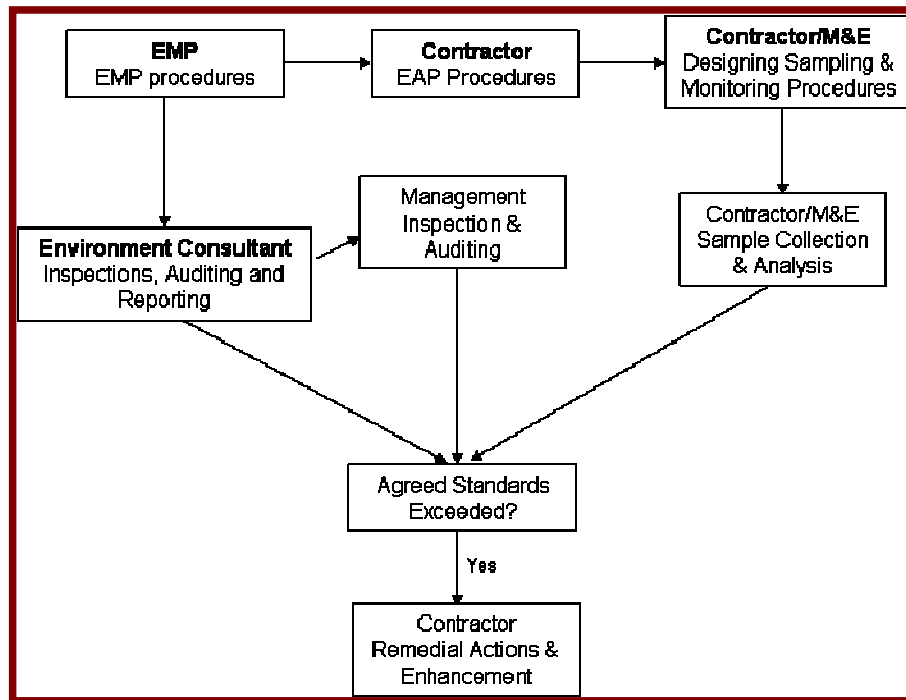 EMP
EMP procedures
Contractor
EAP Procedures
Contractor/M&E
Designing Sampling &
Monitoring Procedures
Environment Consultant
Inspections, Auditing and
Reporting
Management
Inspection &
Auditing
Contractor/M&E
Sample Collection
& Analysis
Agreed Standards
Exceeded?
Yes
Contractor
Remedial Actions &
Enhancement